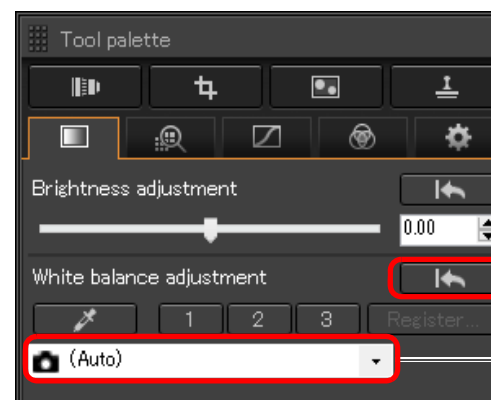 Tool palette
Brightness adjustment
0.00
White balance adjustment
1 2 3 Register...
(Auto)